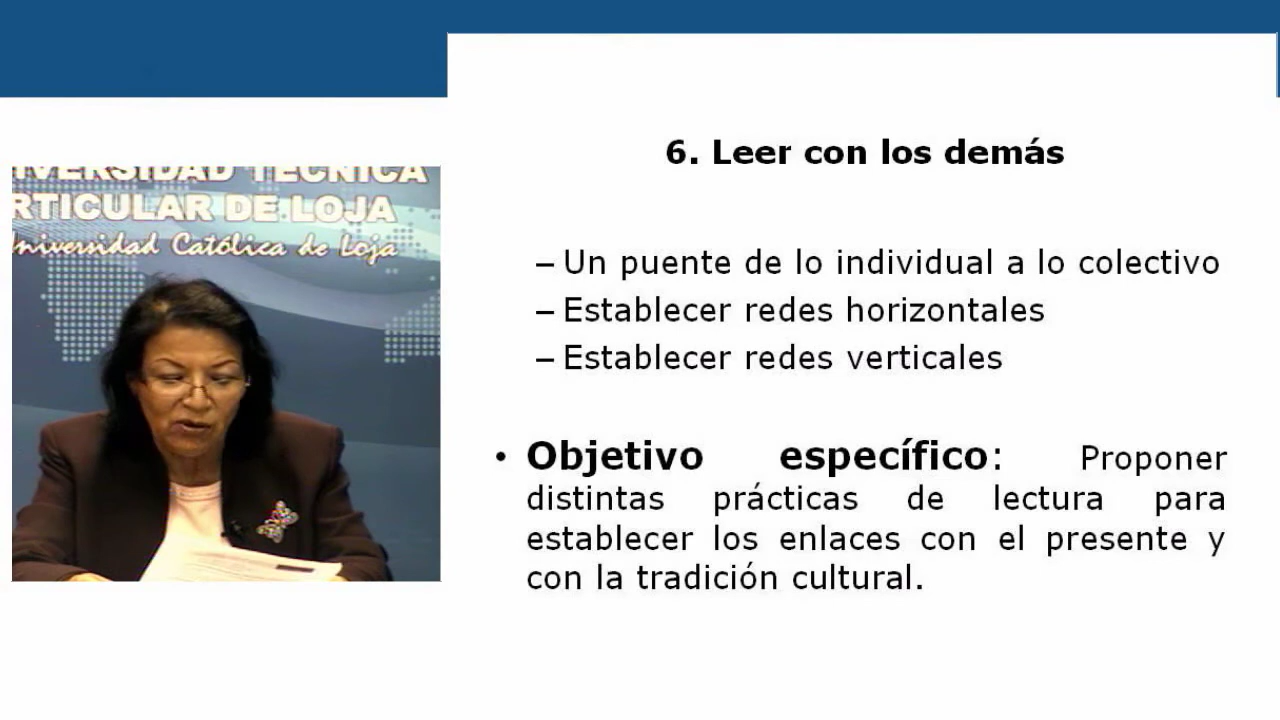 6. Leer con los demás
– Un puente de lo individual a lo colectivo
– Establecer redes horizontales
– Establecer redes verticales
• Objetivo específico: Proponer
distintas prácticas de lectura para
establecer los enlaces con el presente y
con la tradición cultural.
IVERSIDAD TÉCNICA
RTICULAR DE LOJA
Universidad Católica de Loja